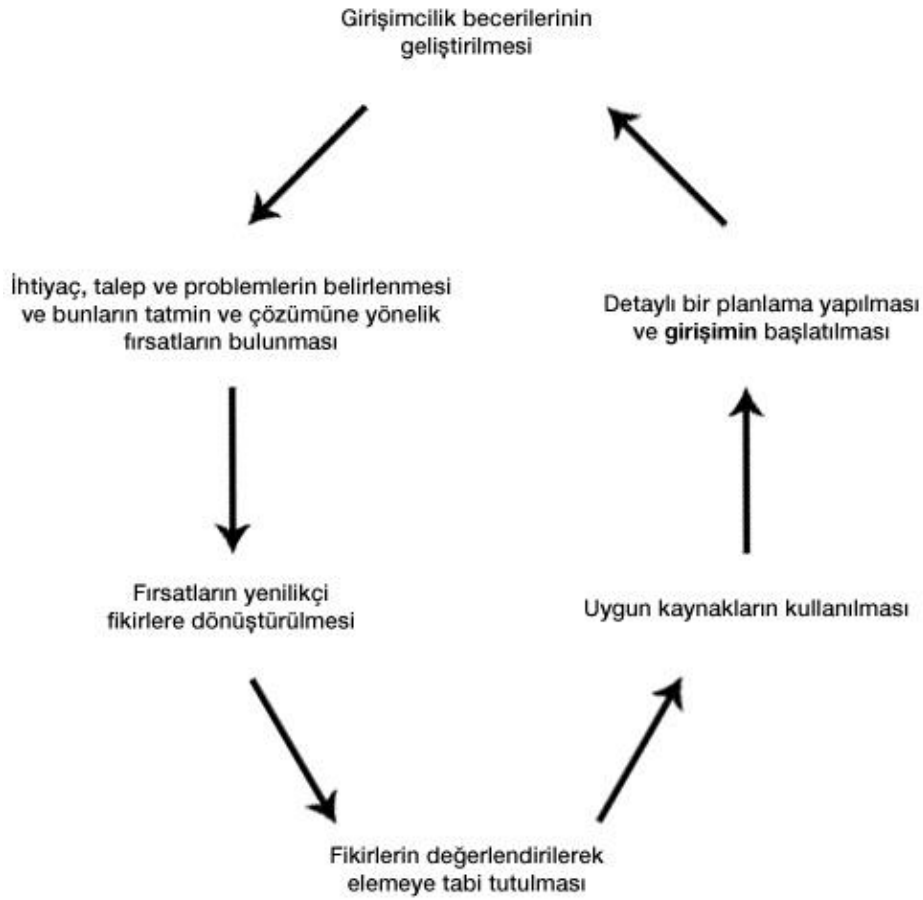 Girişimcilik becerilerinin
geliştirilmesi
İhtiyaç, talep ve problemlerin belirlenmesi
ve bunların tatmin ve çözümüne yönelik
fırsatların bulunması
Detaylı bir planlama yapılması
ve girişimin başlatılması
Fırsatların yenilikçi
fikirlere dönüştürülmesi
Uygun kaynakların kullanılması
Fikirlerin değerlendirilerek
elemeye tabi tutulması